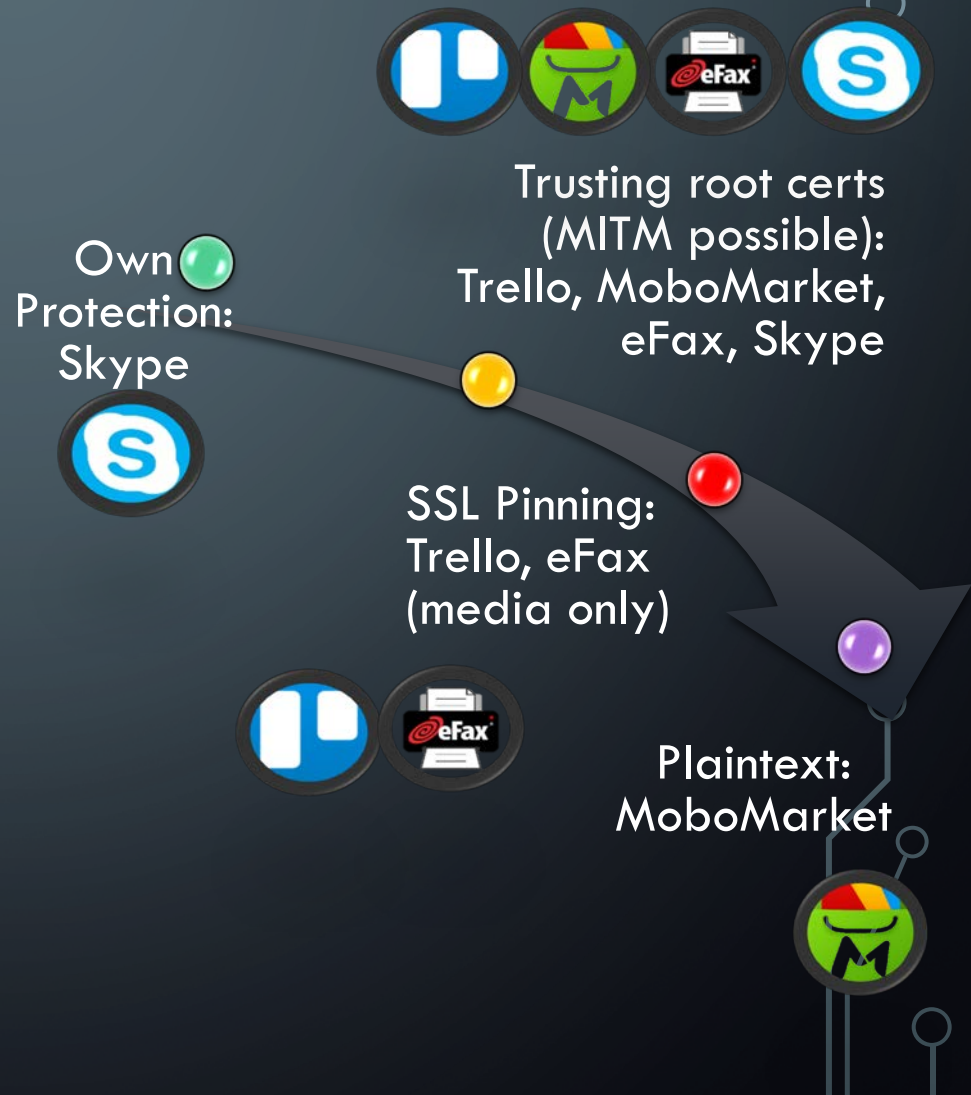 eFax
S
Trusting root certs
(MITM possible):
Trello, MoboMarket,
eFax, Skype
Own
Protection:
Skype
S
SSL Pinning:
Trello, eFax
(media only)
eFax
Plaintext:
MoboMarket
M